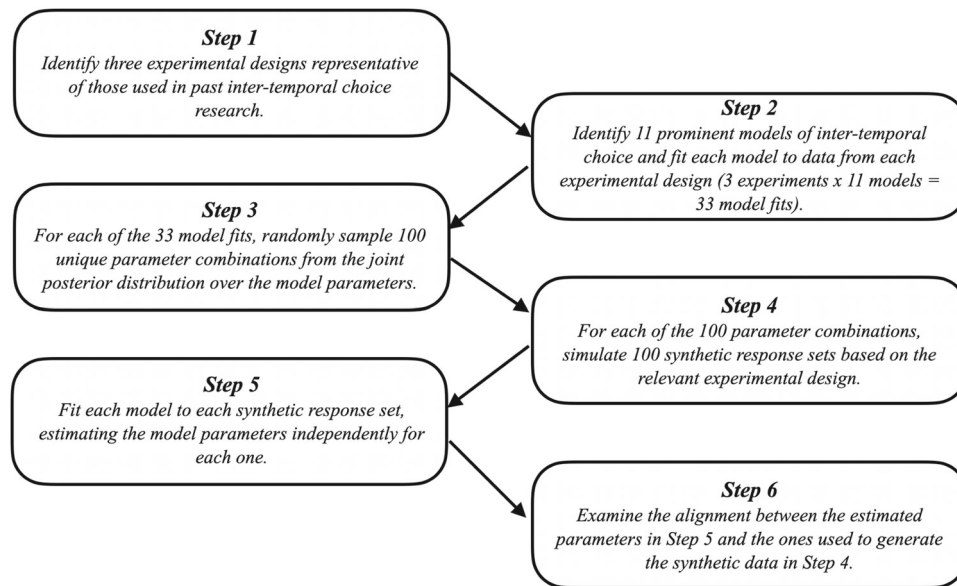 Step 1
Identify three experimental designs representative
of those used in past inter-temporal choice
research.
Step 2
Identify 11 prominent models of inter-temporal
choice and fit each model to data from each
experimental design (3 experiments x 11 models =
33 model fits).
Step 3
For each of the 33 model fits, randomly sample 100
unique parameter combinations from the joint
posterior distribution over the model parameters.
Step 4
For each of the 100 parameter combinations,
simulate 100 synthetic response sets based on the
relevant experimental design.
Step 5
Fit each model to each synthetic response set,
estimating the model parameters independently for
each one.
Step 6
Examine the alignment between the estimated
parameters in Step 5 and the ones used to generate
the synthetic data in Step 4.